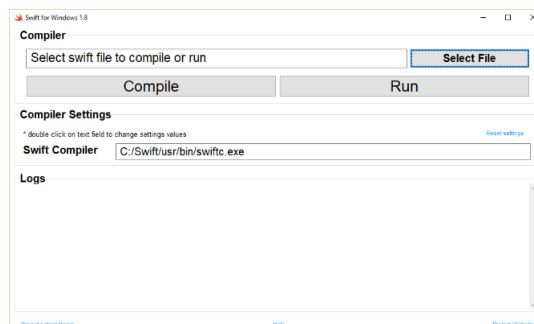 Swift for Windows 1.8
Compiler
Select swift file to compile or run
Select File
Compile
Run
Compiler Settings
* double click on text field to change settings values
Reset settings
Swift Compiler
C:/Swift/usr/bin/swiftc.exe
Logs